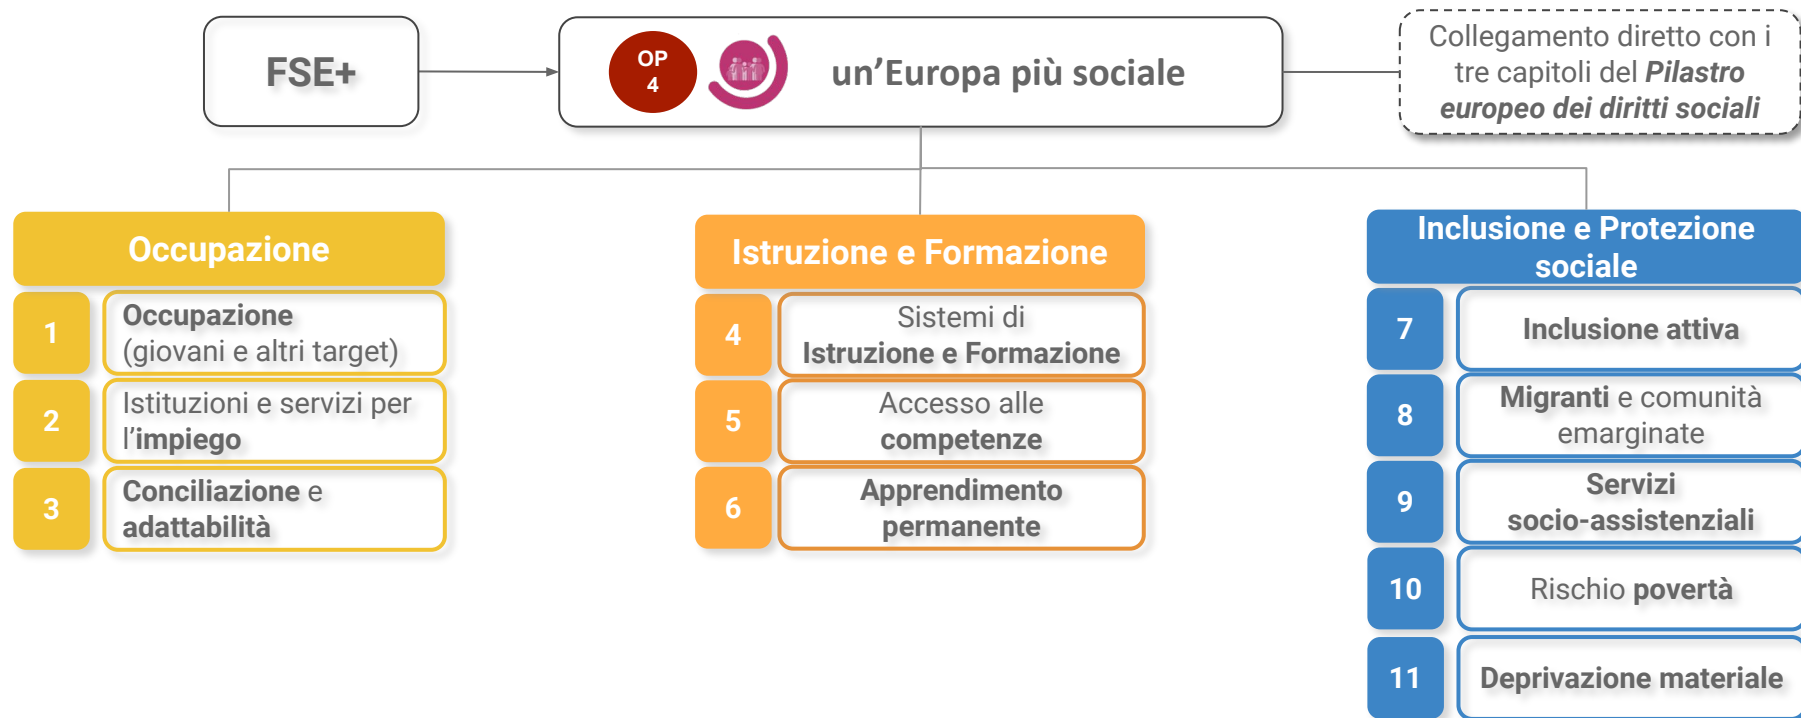 FSE+
OP
4
un’Europa più sociale
Collegamento diretto con i
tre capitoli del Pilastro
europeo dei diritti sociali
Occupazione
1
Occupazione
(giovani e altri target)
2
Istituzioni e servizi per
l’impiego
3
Conciliazione e
adattabilità
Istruzione e Formazione
4
Sistemi di
Istruzione e Formazione
5
Accesso alle
competenze
6
Apprendimento
permanente
Inclusione e Protezione
sociale
7
Inclusione attiva
8
Migranti e comunità
emarginate
9
Servizi
socio-assistenziali
10
Rischio povertà
11
Deprivazione materiale